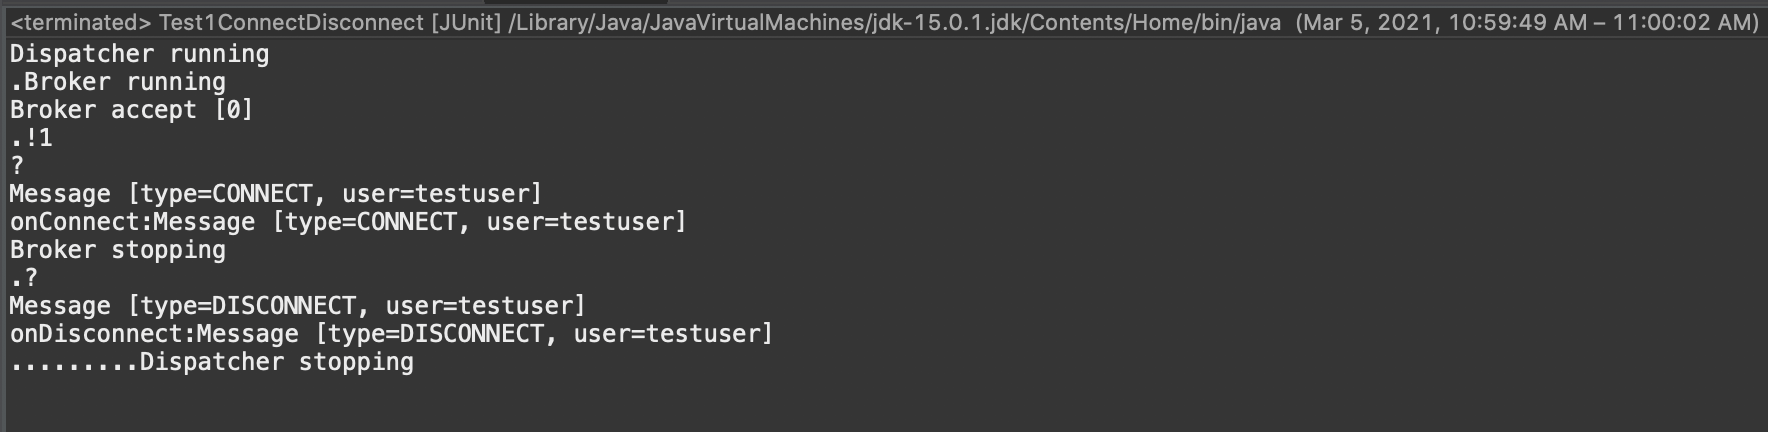 <terminated> Test1ConnectDisconnect [JUnit] /Library/Java/JavaVirtualMachines/jdk-15.0.1.jdk/Contents/Home/bin/java (Mar 5, 2021, 10:59:49 AM – 11:00:02 AM)
Dispatcher running
.Broker running
Broker accept [0]
.!1
?
Message [type=CONNECT, user=testuser]
onConnect:Message [type=CONNECT, user=testuser]
Broker stopping
.?
Message [type=DISCONNECT, user=testuser]
onDisconnect:Message [type=DISCONNECT, user=testuser]
.........Dispatcher stopping